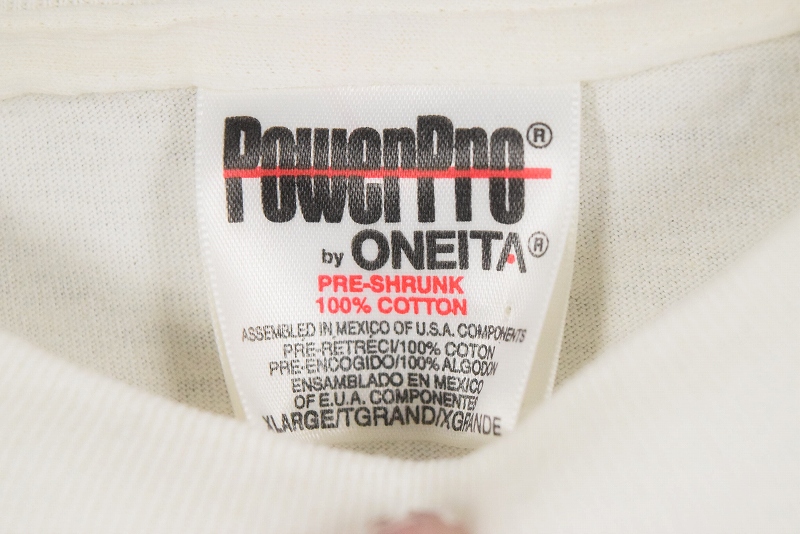 PowerPro®
by ONEITA®
PRE-SHRUNK
100% COTTON
ASSEMBLED IN MEXICO OF U.S.A. COMPONENTS
PRE-RETRECI/100% COTON
PRE-ENCOGIDO/100% ALGODON
ENSAMBLADO EN MEXICO
OF E.U.A. COMPONENTE
XLARGE/TGRAND/XGRANDE